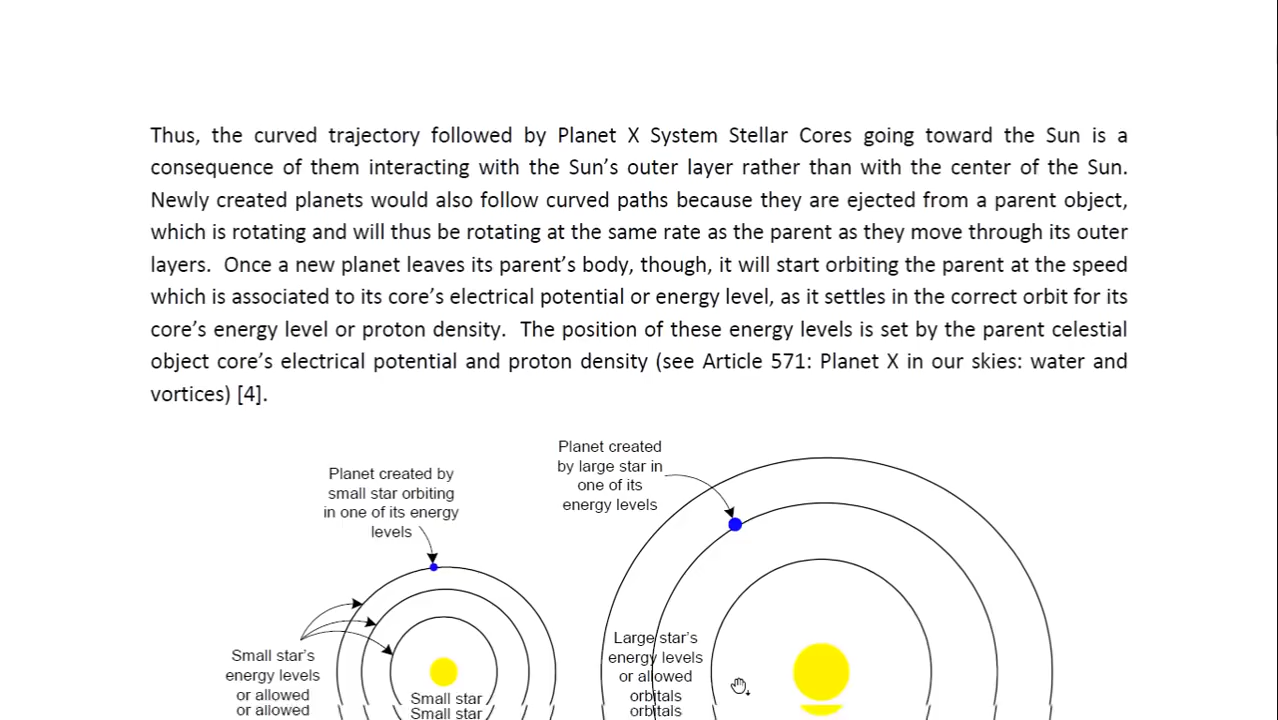 Thus, the curved trajectory followed by Planet X System Stellar Cores going toward the Sun is a
consequence of them interacting with the Sun's outer layer rather than with the center of the Sun.
Newly created planets would also follow curved paths because they are ejected from a parent object,
which is rotating and will thus be rotating at the same rate as the parent as they move through its outer
layers.  Once a new planet leaves its parent's body, though, it will start orbiting the parent at the speed
which is associated to its core's electrical potential or energy level, as it settles in the correct orbit for its
core's energy level or proton density.  The position of these energy levels is set by the parent celestial
object core's electrical potential and proton density (see Article 571: Planet X in our skies: water and
vortices) [4].
Planet created by
small star orbiting
in one of its energy
levels
Planet created
by large star in
one of its
energy levels
Small star's
energy levels
or allowed
or allowed
Small star
Small star
Large star's
energy levels
or allowed
orbitals
orbitals